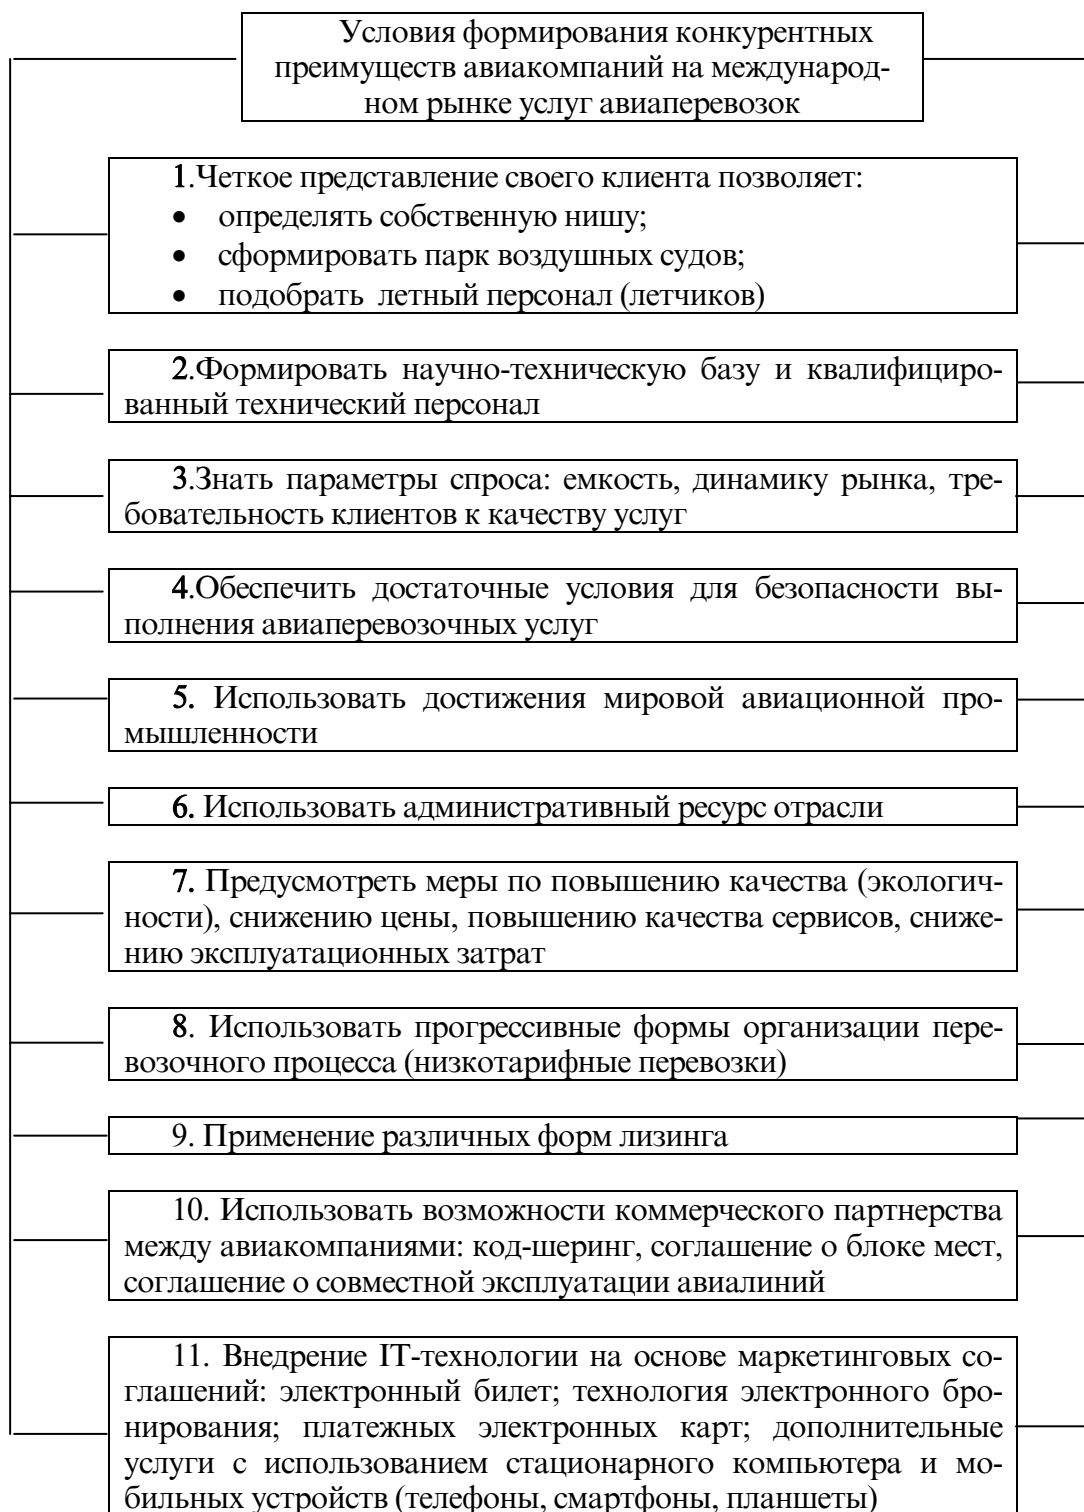 Условия формирования конкурентных
преимуществ авиакомпаний на международ-
ном рынке услуг авиаперевозок
1.Четкое представление своего клиента позволяет:
• определять собственную нишу;
• сформировать парк воздушных судов;
• подобрать летный персонал (летчиков)
2.Формировать научно-техническую базу и квалифициро-
ванный технический персонал
3.Знать параметры спроса: емкость, динамику рынка, тре-
бовательность клиентов к качеству услуг
4.Обеспечить достаточные условия для безопасности вы-
полнения авиаперевозочных услуг
5. Использовать достижения мировой авиационной про-
мышленности
6. Использовать административный ресурс отрасли
7. Предусмотреть меры по повышению качества (экологич-
ности), снижению цены, повышению качества сервисов, сниже-
нию эксплуатационных затрат
8. Использовать прогрессивные формы организации пере-
возочного процесса (низкотарифные перевозки)
9. Применение различных форм лизинга
10. Использовать возможности коммерческого партнерства
между авиакомпаниями: код-шеринг, соглашение о блоке мест,
соглашение о совместной эксплуатации авиалиний
11. Внедрение IT-технологии на основе маркетинговых со-
глашений: электронный билет; технология электронного бро-
нирования; платежных электронных карт; дополнительные
услуги с использованием стационарного компьютера и мо-
бильных устройств (телефоны, смартфоны, планшеты)